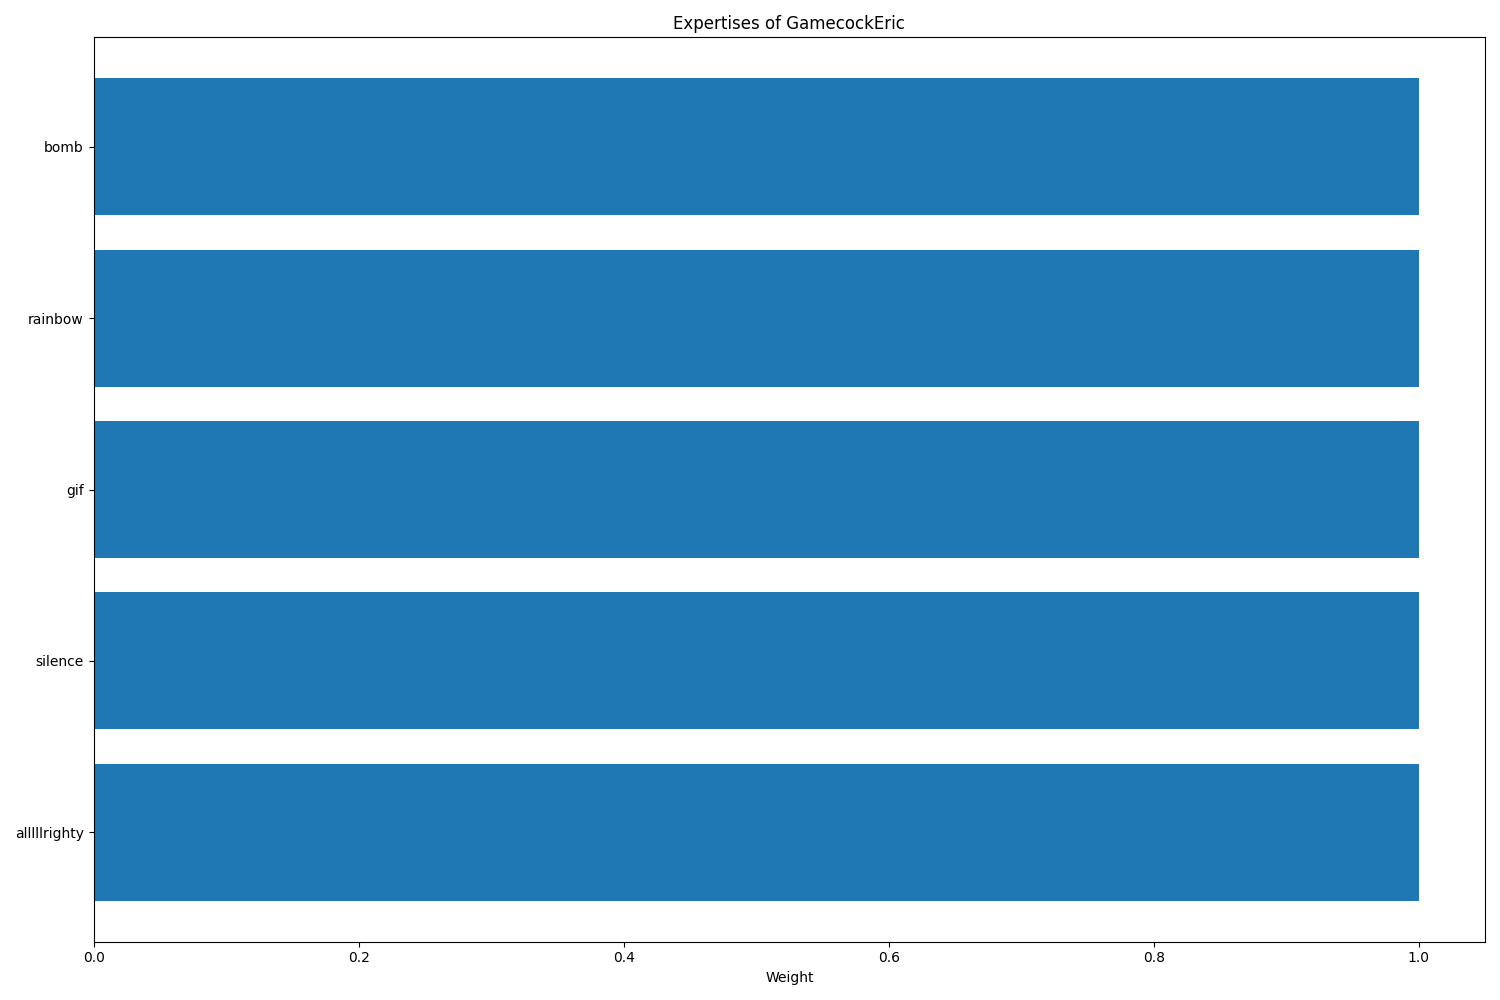 Expertises of GamecockEric
bomb
rainbow
gif
silence
alllllrighty
0.0 0.2 0.4 0.6 0.8 1.0
Weight